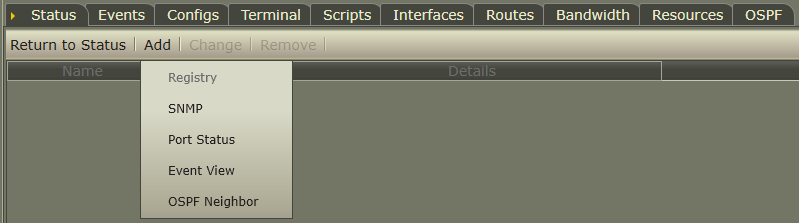 Status Events Configs Terminal Scripts Interfaces Routes Bandwidth Resources OSPF
Return to Status Add Change Remove
Name Details
Registry
SNMP
Port Status
Event View
OSPF Neighbor